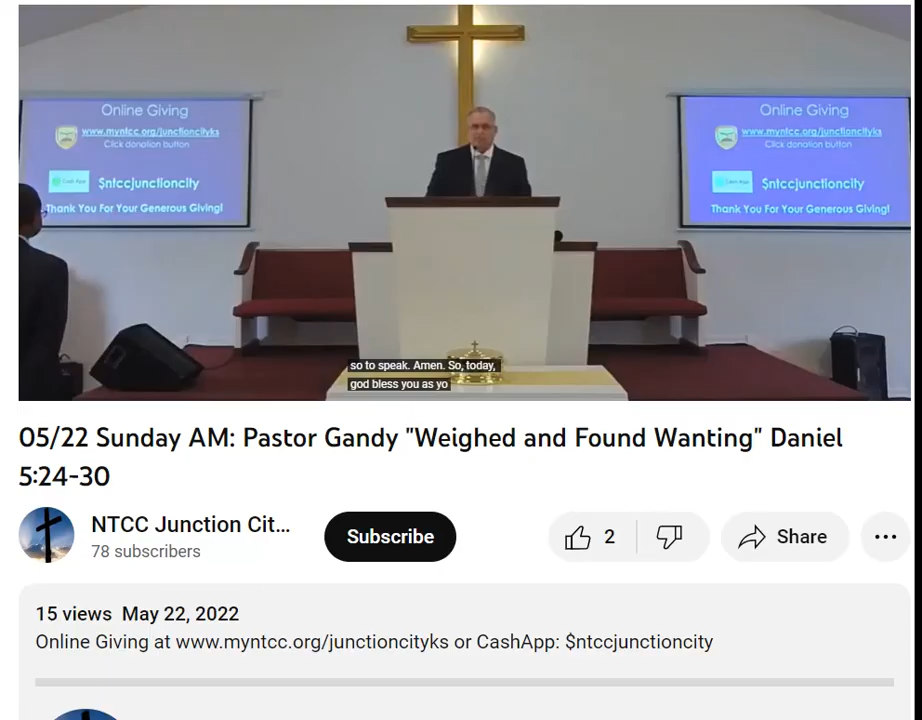 Online Giving
www.myntcc.org/junctioncityks
Click donation button
Cash App
$ntccjunctioncity
Thank You For Your Generous Giving!
Online Giving
www.myntcc.org/junctioncityks
Click donation button
Cash App
$ntccjunctioncity
Thank You For Your Generous Giving!
so to speak. Amen. So, today,
god bless you as yo
05/22 Sunday AM: Pastor Gandy "Weighed and Found Wanting" Daniel
5:24-30
NTCC Junction Cit...
78 subscribers
Subscribe
2
Share
15 views May 22, 2022
Online Giving at www.myntcc.org/junctioncityks or CashApp: $ntccjunctioncity